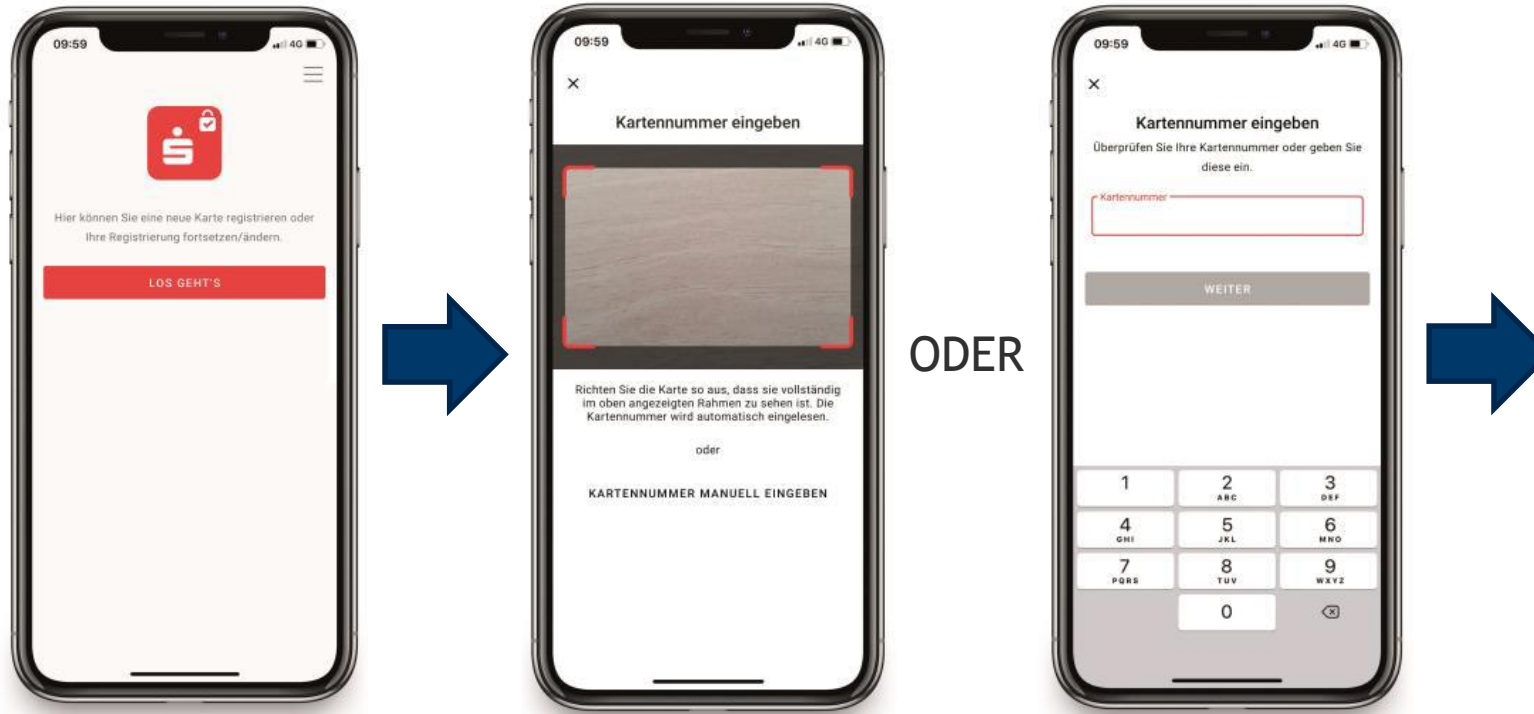 09:59
4G
Hier können Sie eine neue Karte registrieren oder
Ihre Registrierung fortsetzen/ändern.
LOS GEHT'S
09:59
4G
Kartennummer eingeben
Richten Sie die Karte so aus, dass sie vollständig
im oben angezeigten Rahmen zu sehen ist. Die
Kartennummer wird automatisch eingelesen.
oder
KARTENNUMMER MANUELL EINGEBEN
ODER
09:59
4G
Kartennummer eingeben
Überprüfen Sie Ihre Kartennummer oder geben Sie
diese ein.
Kartennummer
WEITER
1 2 3
ABC DEF
4 5 6
GHI JKL MNO
7 8 9
PQRS TUV WXYZ
0